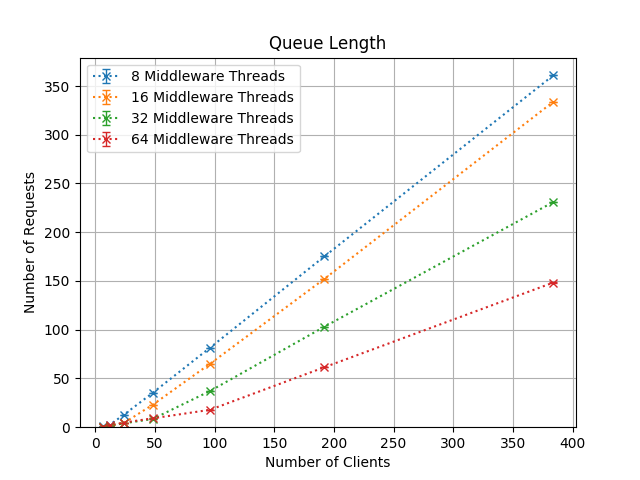 Queue Length
8 Middleware Threads
16 Middleware Threads
32 Middleware Threads
64 Middleware Threads
Number of Requests
350
300
250
200
150
100
50
0
0 50 100 150 200 250 300 350 400
Number of Clients